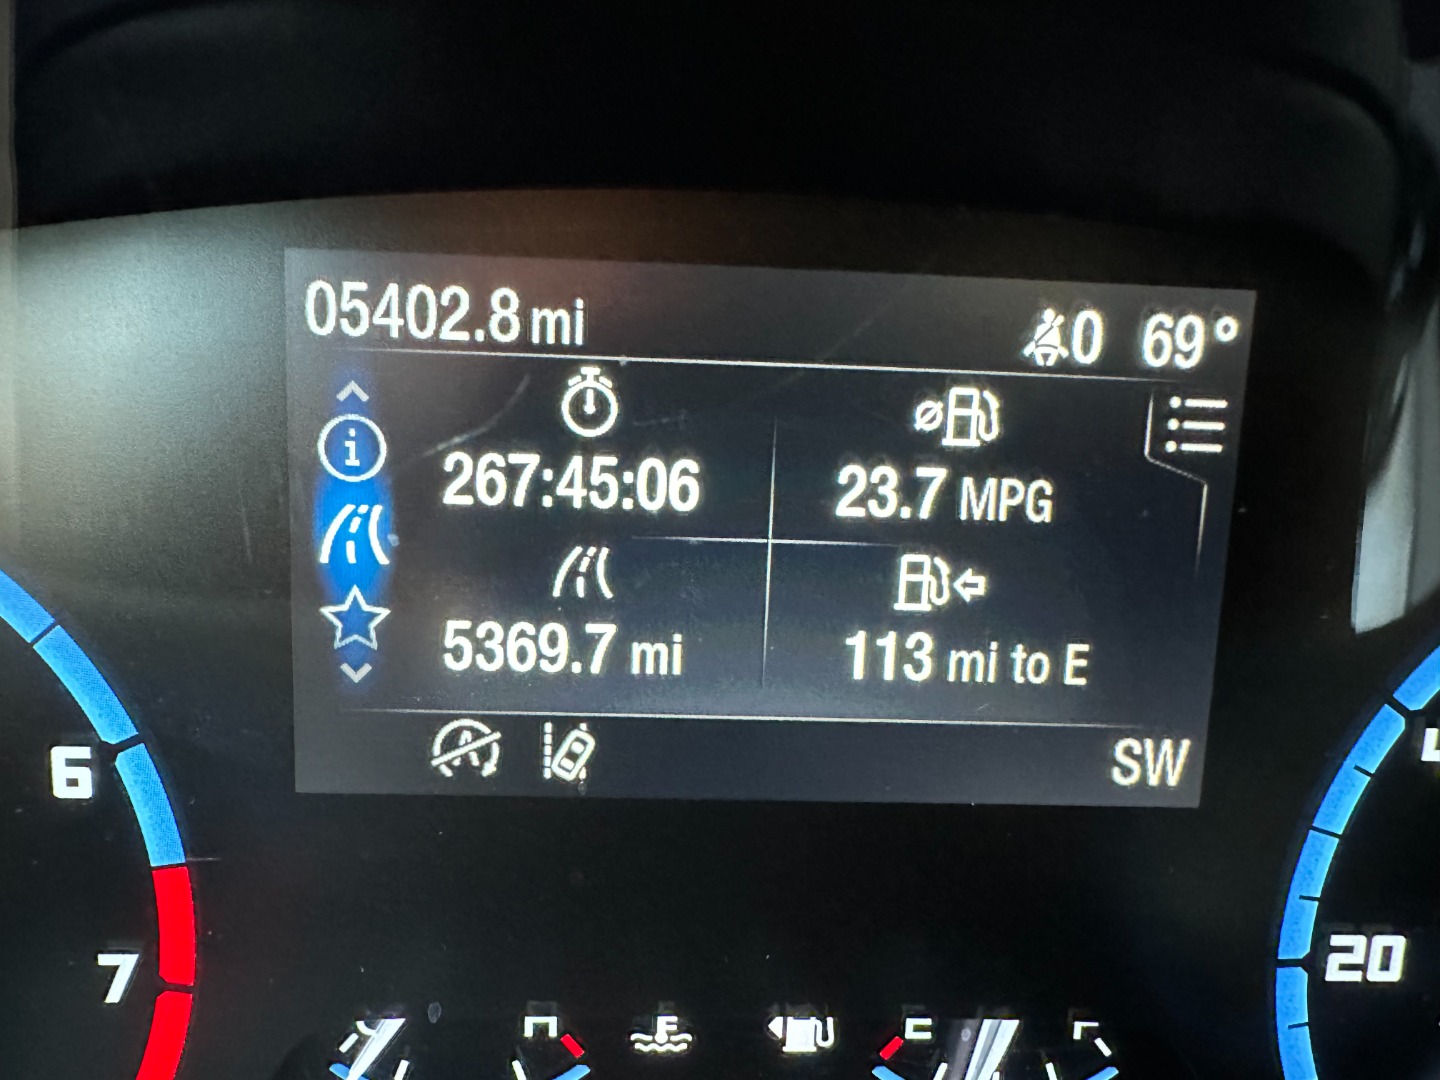 05402.8 mi
0 69°
267:45:06
23.7 MPG
5369.7 mi
113 mi to E
SW
6
7
20